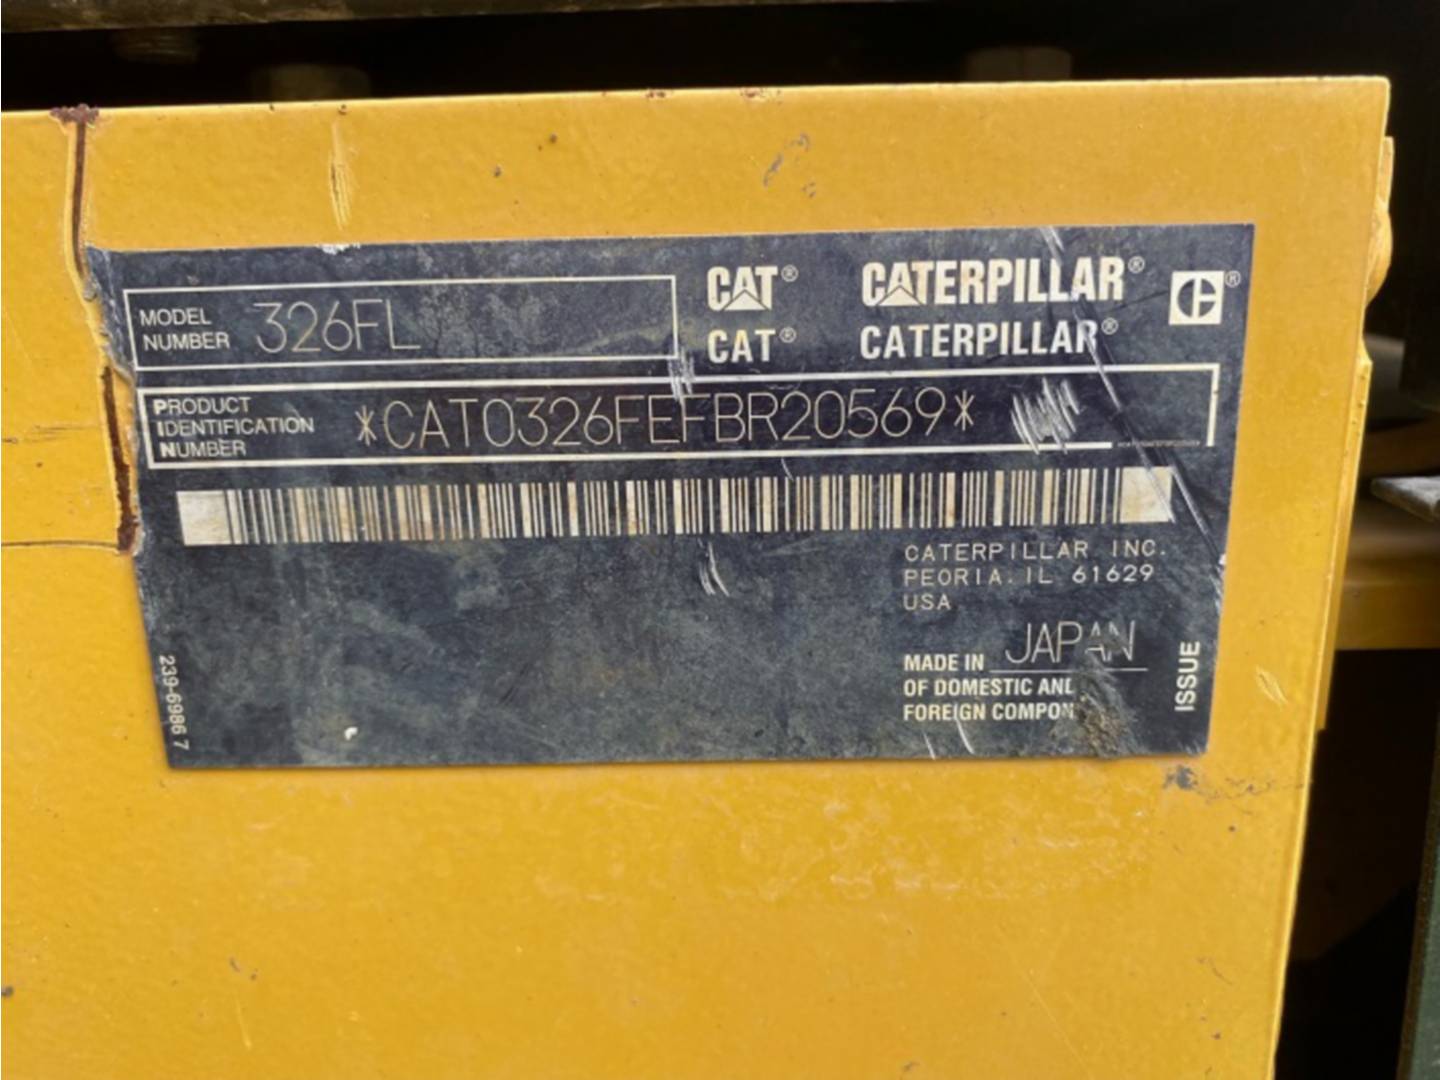 MODEL
NUMBER 326FL
CAT® CATERPILLAR® ®
CAT® CATERPILLAR®
PRODUCT
IDENTIFICATION
NUMBER *CAT0326FEFBR20569*
CATERPILLAR INC.
PEORIA, IL 61629
USA
MADE IN JAPAN
OF DOMESTIC AND
FOREIGN COMPON
ISSUE
239-6986 7